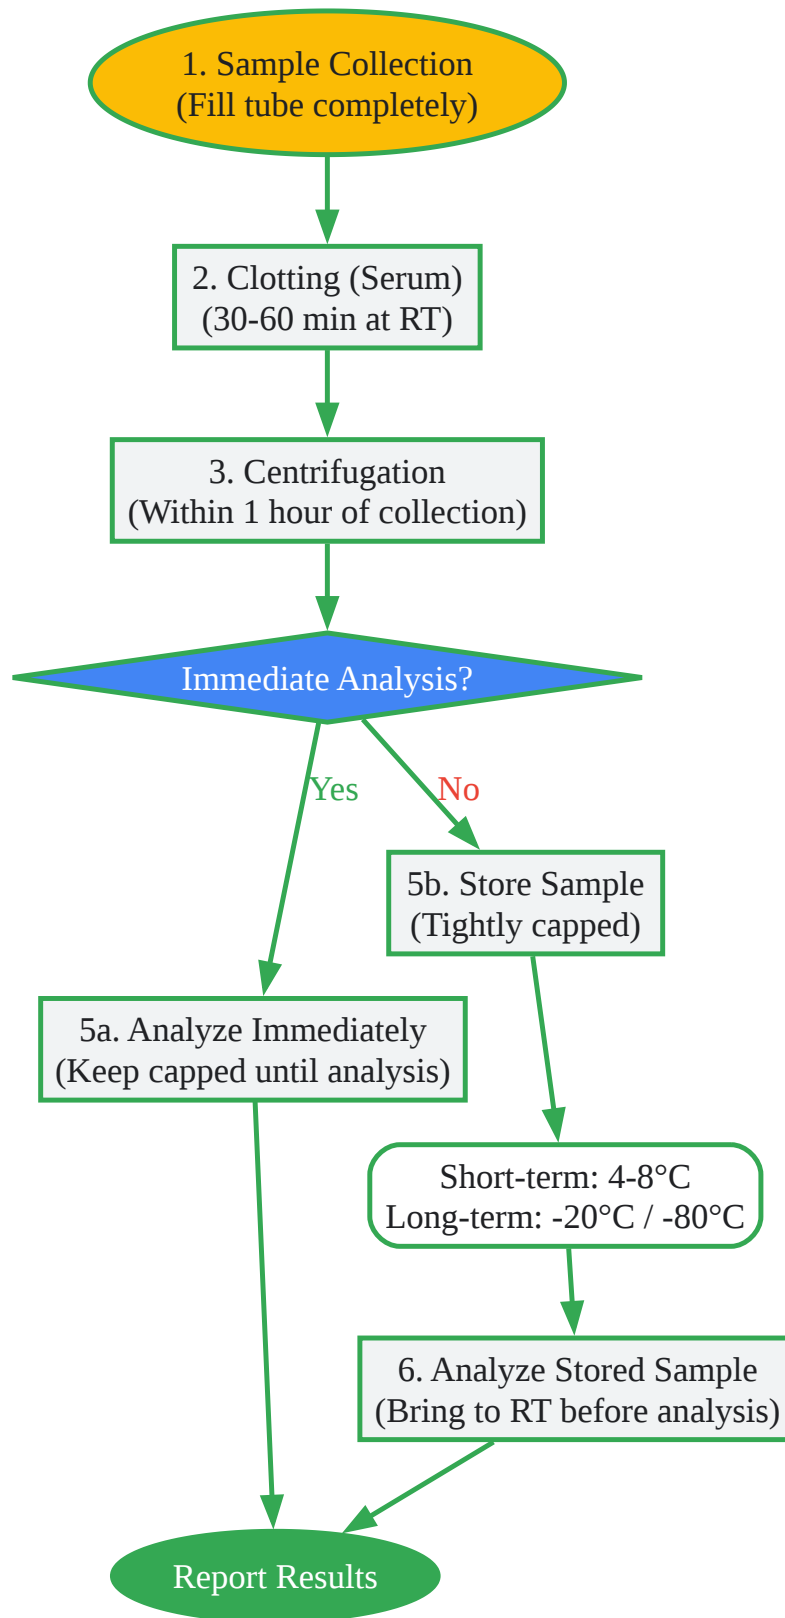 1. Sample Collection
(Fill tube completely)
2. Clotting (Serum)
(30-60 min at RT)
3. Centrifugation
(Within 1 hour of collection)
Immediate Analysis?
Yes
No
5b. Store Sample
(Tightly capped)
5a. Analyze Immediately
(Keep capped until analysis)
Short-term: 4-8°C
Long-term: -20°C / -80°C
6. Analyze Stored Sample
(Bring to RT before analysis)
Report Results